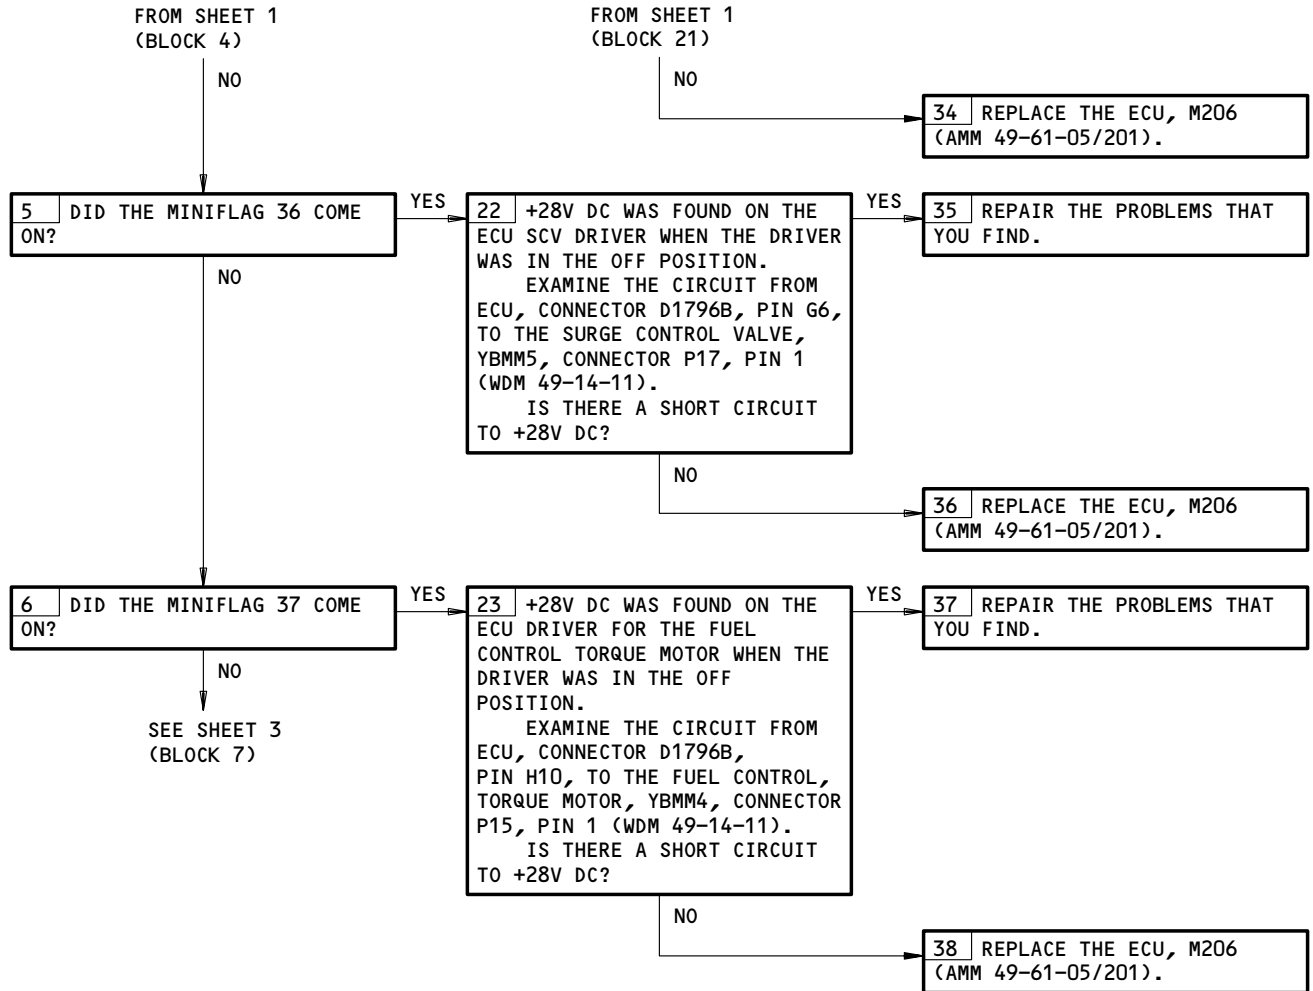 FROM SHEET 1
(BLOCK 4)
NO
FROM SHEET 1
(BLOCK 21)
NO
34 REPLACE THE ECU, M206
(AMM 49-61-05/201).
5 DID THE MINIFLAG 36 COME
ON?
YES
NO
22 +28V DC WAS FOUND ON THE
ECU SCV DRIVER WHEN THE DRIVER
WAS IN THE OFF POSITION.
EXAMINE THE CIRCUIT FROM
ECU, CONNECTOR D1796B, PIN G6,
TO THE SURGE CONTROL VALVE,
YBMM5, CONNECTOR P17, PIN 1
(WDM 49-14-11).
IS THERE A SHORT CIRCUIT
TO +28V DC?
YES
35 REPAIR THE PROBLEMS THAT
YOU FIND.
NO
36 REPLACE THE ECU, M206
(AMM 49-61-05/201).
6 DID THE MINIFLAG 37 COME
ON?
YES
NO
SEE SHEET 3
(BLOCK 7)
23 +28V DC WAS FOUND ON THE
ECU DRIVER FOR THE FUEL
CONTROL TORQUE MOTOR WHEN THE
DRIVER WAS IN THE OFF
POSITION.
EXAMINE THE CIRCUIT FROM
ECU, CONNECTOR D1796B,
PIN H10, TO THE FUEL CONTROL,
TORQUE MOTOR, YBMM4, CONNECTOR
P15, PIN 1 (WDM 49-14-11).
IS THERE A SHORT CIRCUIT
TO +28V DC?
YES
37 REPAIR THE PROBLEMS THAT
YOU FIND.
NO
38 REPLACE THE ECU, M206
(AMM 49-61-05/201).